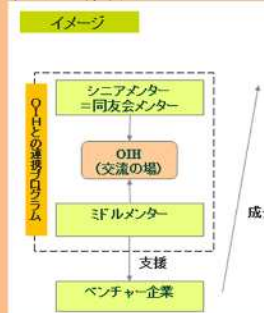 イメージ
OIHとの連携プログラム
シニアメンター
＝同友会メンター
OIH
(交流の場)
ミドルメンター
支援
成
ベンチャー企業